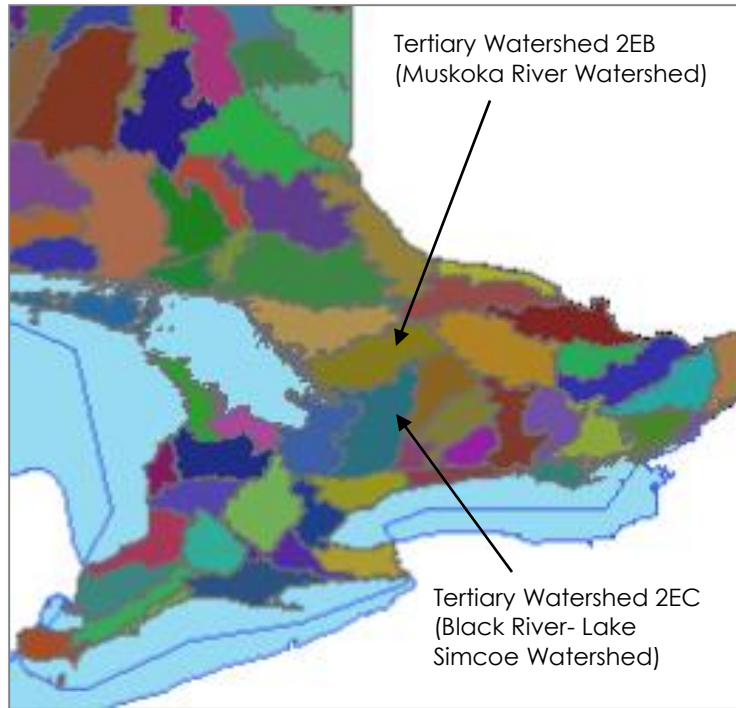 Tertiary Watershed 2EB
(Muskoka River Watershed)
Tertiary Watershed 2EC
(Black River- Lake
Simcoe Watershed)